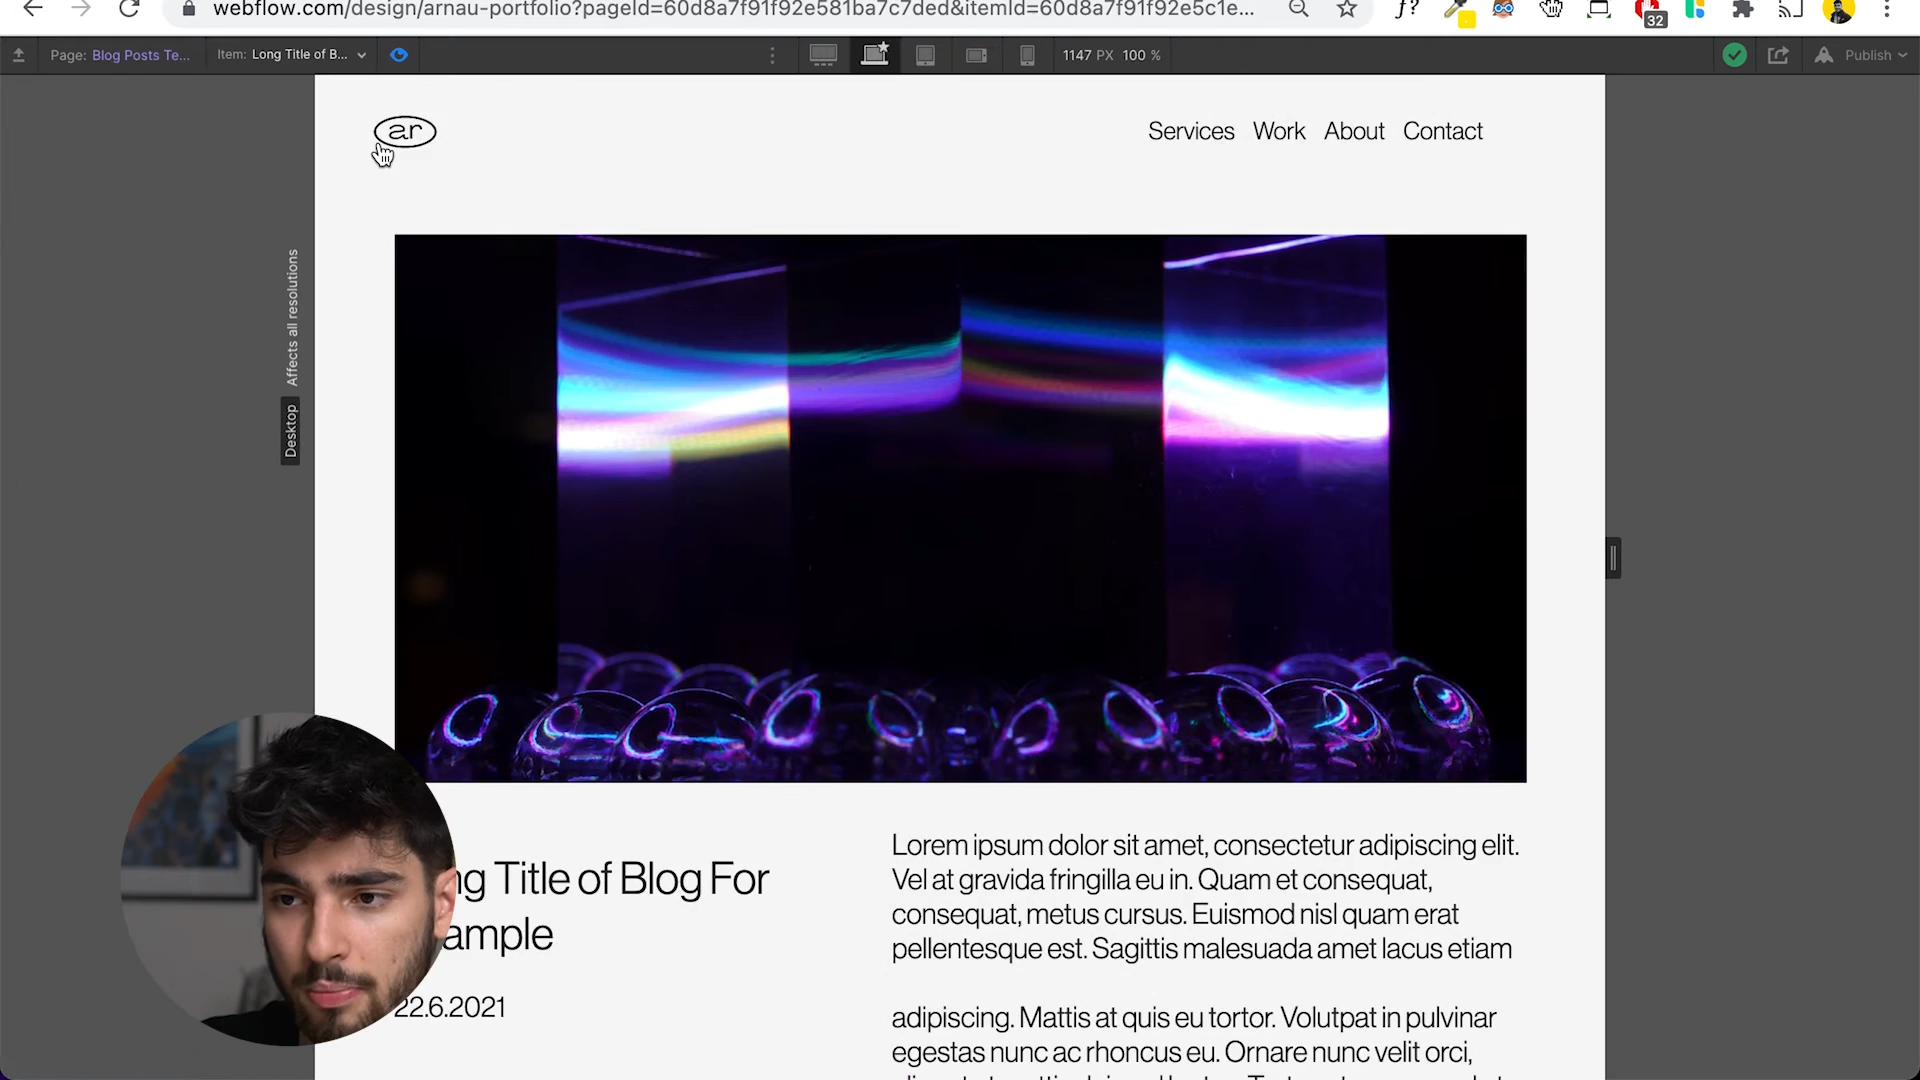 webflow.com/design/arnau-portfolio?pageId=60d8a7f91f92e581ba7c7ded&itemId=60d8a7f91f92e5c1e...
f?
32
Page: Blog Posts Te...
Item: Long Title of B...
1147 PX 100 %
Publish
ar
Services Work About Contact
Affects all resolutions
Desktop
ng Title of Blog For
ample
22.6.2021
Lorem ipsum dolor sit amet, consectetur adipiscing elit.
Vel at gravida fringilla eu in. Quam et consequat,
consequat, metus cursus. Euismod nisl quam erat
pellentesque est. Sagittis malesuada amet lacus etiam
adipiscing. Mattis at quis eu tortor. Volutpat in pulvinar
egestas nunc ac rhoncus eu. Ornare nunc velit orci,